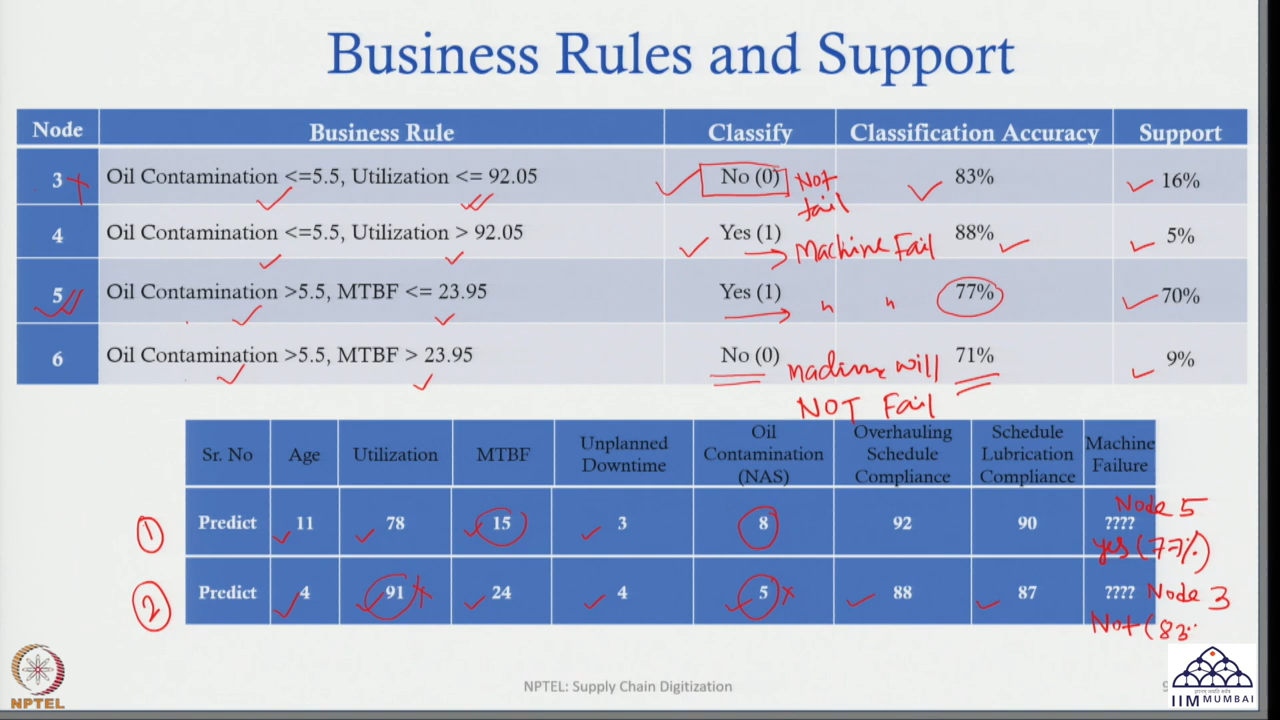 Business Rules and Support
Node Business Rule Classify Classification Accuracy Support
3 Oil Contamination <=5.5, Utilization <= 92.05 No (0) Not fail 83% 16%
4 Oil Contamination <=5.5, Utilization > 92.05 Yes (1) Machine Fail 88% 5%
5 Oil Contamination >5.5, MTBF <= 23.95 Yes (1) " " 77% 70%
6 Oil Contamination >5.5, MTBF > 23.95 No (0) machine will NOT Fail 71% 9%
Sr. No Age Utilization MTBF Unplanned Downtime Oil Contamination (NAS) Overhauling Schedule Compliance Schedule Lubrication Compliance Machine Failure
1 Predict 11 78 15 3 8 92 90 ???? Node 5
yes (77%)
2 Predict 4 91 24 4 5 88 87 ???? Node 3
Not (83
NPTEL
NPTEL: Supply Chain Digitization
IIM MUMBAI